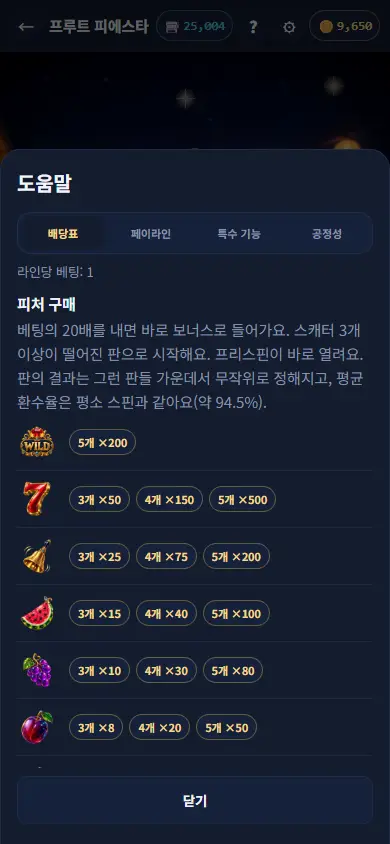 ← 프루트 피에스타 25,004 ? 9,650
도움말
배당표 페이라인 특수 기능 공정성
라인당 베팅: 1
피처 구매
베팅의 20배를 내면 바로 보너스로 들어가요. 스캐터 3개
이상이 떨어진 판으로 시작해요. 프리스핀이 바로 열려요.
판의 결과는 그런 판들 가운데서 무작위로 정해지고, 평균
환수율은 평소 스핀과 같아요(약 94.5%).
WILD 5개 ×200
7 3개 ×50 4개 ×150 5개 ×500
3개 ×25 4개 ×75 5개 ×200
3개 ×15 4개 ×40 5개 ×100
3개 ×10 4개 ×30 5개 ×80
3개 ×8 4개 ×20 5개 ×50
닫기